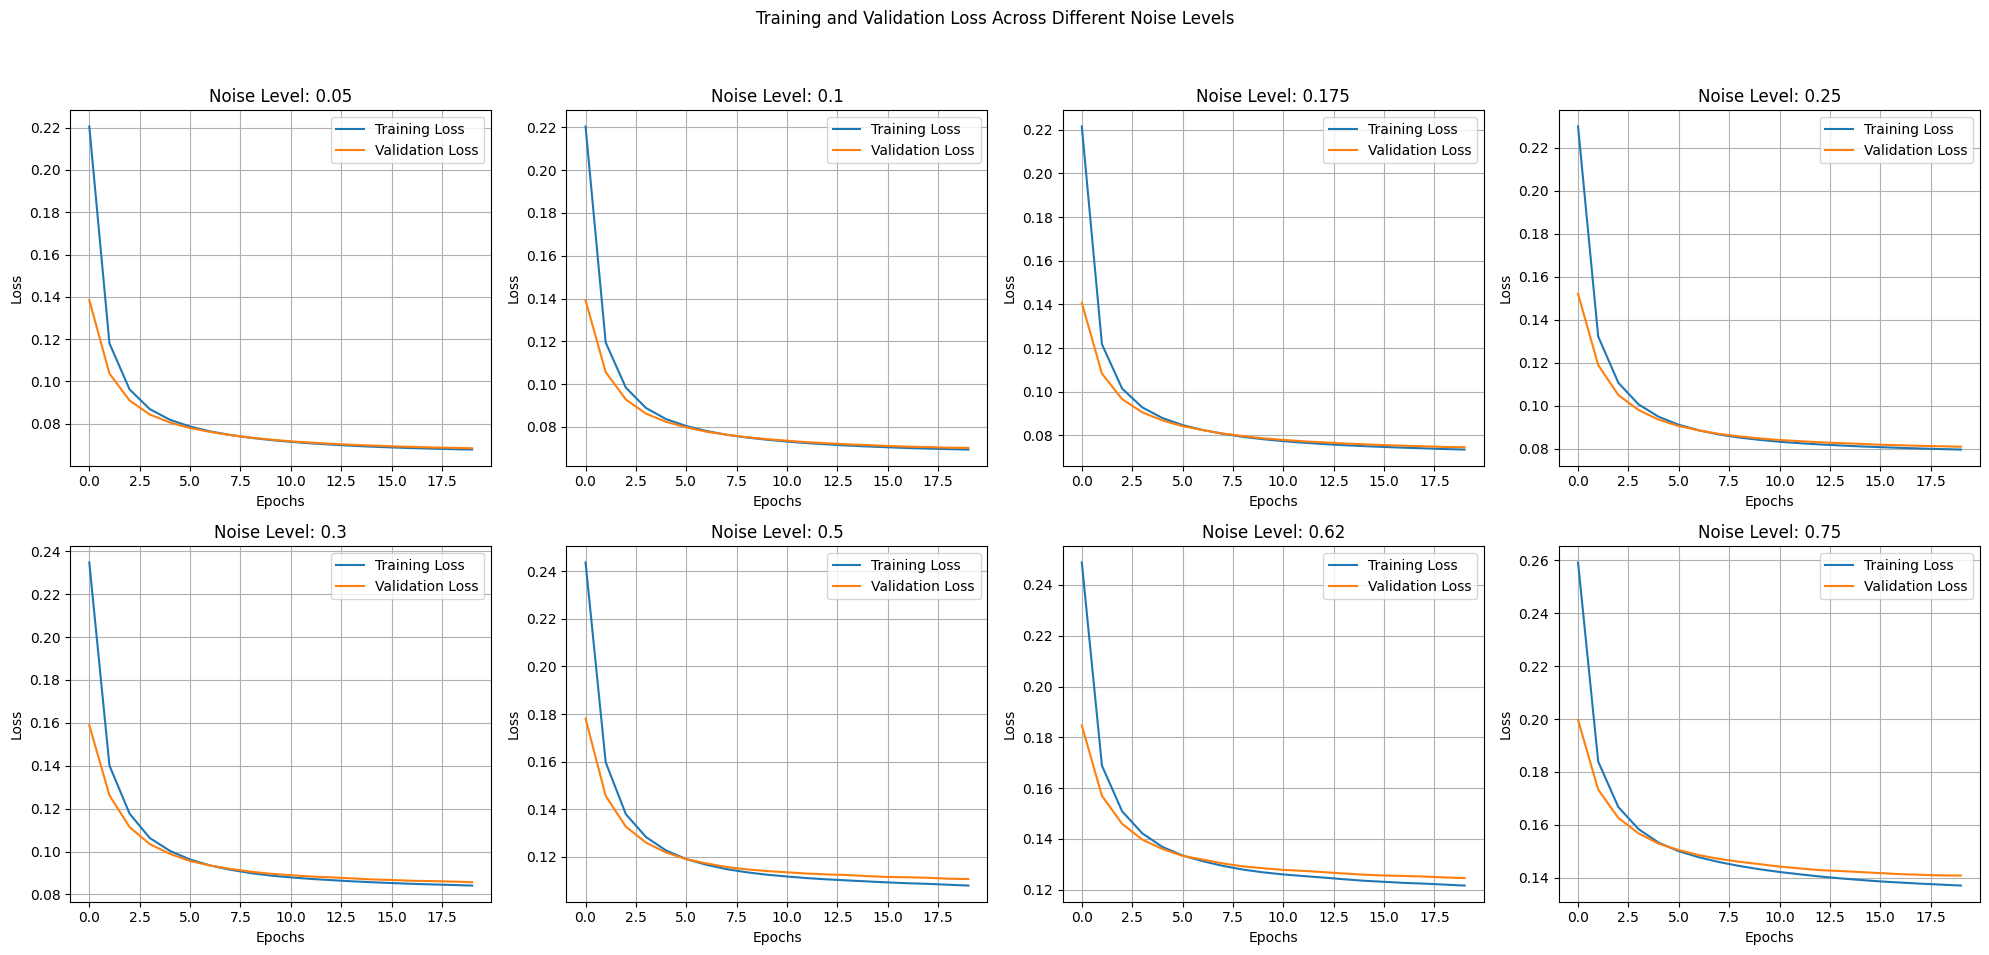 Training and Validation Loss Across Different Noise Levels
Noise Level: 0.05
Training Loss
Validation Loss
0.22
0.20
0.18
0.16
0.14
0.12
0.10
0.08
Loss
0.0 2.5 5.0 7.5 10.0 12.5 15.0 17.5
Epochs
Noise Level: 0.1
Training Loss
Validation Loss
0.22
0.20
0.18
0.16
0.14
0.12
0.10
0.08
Loss
0.0 2.5 5.0 7.5 10.0 12.5 15.0 17.5
Epochs
Noise Level: 0.175
Training Loss
Validation Loss
0.22
0.20
0.18
0.16
0.14
0.12
0.10
0.08
Loss
0.0 2.5 5.0 7.5 10.0 12.5 15.0 17.5
Epochs
Noise Level: 0.25
Training Loss
Validation Loss
0.22
0.20
0.18
0.16
0.14
0.12
0.10
0.08
Loss
0.0 2.5 5.0 7.5 10.0 12.5 15.0 17.5
Epochs
Noise Level: 0.3
Training Loss
Validation Loss
0.24
0.22
0.20
0.18
0.16
0.14
0.12
0.10
0.08
Loss
0.0 2.5 5.0 7.5 10.0 12.5 15.0 17.5
Epochs
Noise Level: 0.5
Training Loss
Validation Loss
0.24
0.22
0.20
0.18
0.16
0.14
0.12
Loss
0.0 2.5 5.0 7.5 10.0 12.5 15.0 17.5
Epochs
Noise Level: 0.62
Training Loss
Validation Loss
0.24
0.22
0.20
0.18
0.16
0.14
0.12
Loss
0.0 2.5 5.0 7.5 10.0 12.5 15.0 17.5
Epochs
Noise Level: 0.75
Training Loss
Validation Loss
0.26
0.24
0.22
0.20
0.18
0.16
0.14
Loss
0.0 2.5 5.0 7.5 10.0 12.5 15.0 17.5
Epochs